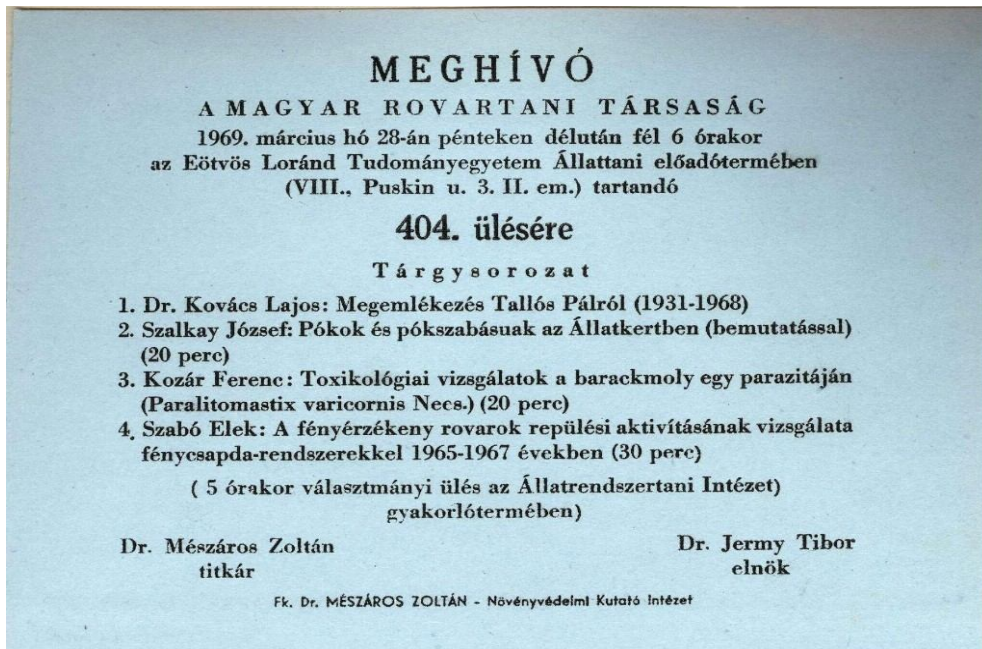 MEGHÍVÓ
A MAGYAR ROVARTANI TÁRSASÁG
1969. március hó 28-án pénteken délután fél 6 órakor
az Eötvös Loránd Tudományegyetem Állattani előadótermében
(VIII., Puskin u. 3. II. em.) tartandó
404. ülésére
Tárgysorozat
1. Dr. Kovács Lajos: Megemlékezés Tallós Pálról (1931-1968)
2. Szalkay József: Pókok és pókszabásuak az Állatkertben (bemutatással)
(20 perc)
3. Kozár Ferenc: Toxikológiai vizsgálatok a barackmoly egy parazitáján
(Paralitomastix varicornis Necs.) (20 perc)
4. Szabó Elek: A fényérzékeny rovarok repülési aktivításának vizsgálata
fénycsapda-rendszerekkel 1965-1967 években (30 perc)
( 5 órakor választmányi ülés az Állatrendszertani Intézet)
gyakorlótermében)
Dr. Mészáros Zoltán
titkár
Dr. Jermy Tibor
elnök
Fk. Dr. MÉSZÁROS ZOLTÁN - Növényvédelmi Kutató Intézet